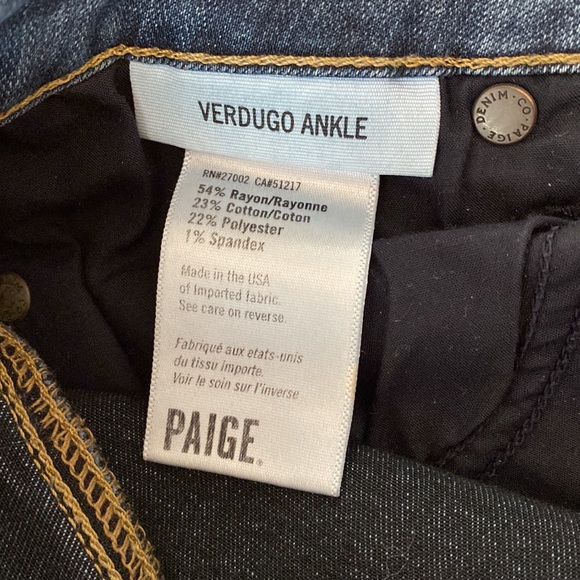 VERDUGO ANKLE
DENIM·CO·PAIGE·
RN#27002 CA#51217
54% Rayon/Rayonne
23% Cotton/Coton
22% Polyester
1% Spandex
Made in the USA
of Imported fabric.
See care on reverse.
Fabriqué aux etats-unis
du tissu importe.
Voir le soin sur l'inverse
PAIGE®